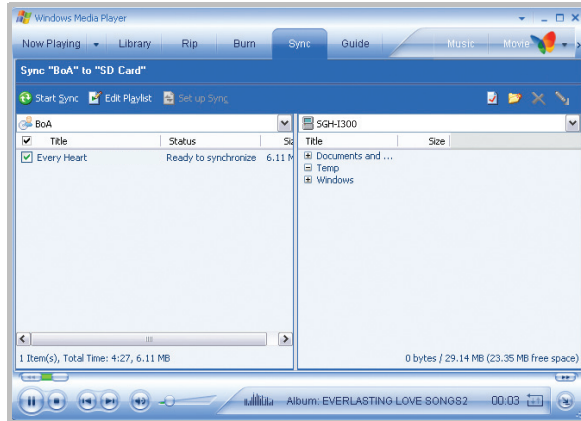 Windows Media Player
Now Playing Library Rip Burn Sync Guide Music Movie
Sync "BoA" to "SD Card"
Start Sync Edit Playlist Set up Sync
BoA
SGH-I300
Title Status Siz
Title Size
Every Heart Ready to synchronize 6.11 M
Documents and ...
Temp
Windows
1 Item(s), Total Time: 4:27, 6.11 MB
0 bytes / 29.14 MB (23.35 MB free space)
Album: EVERLASTING LOVE SONGS2 00:03